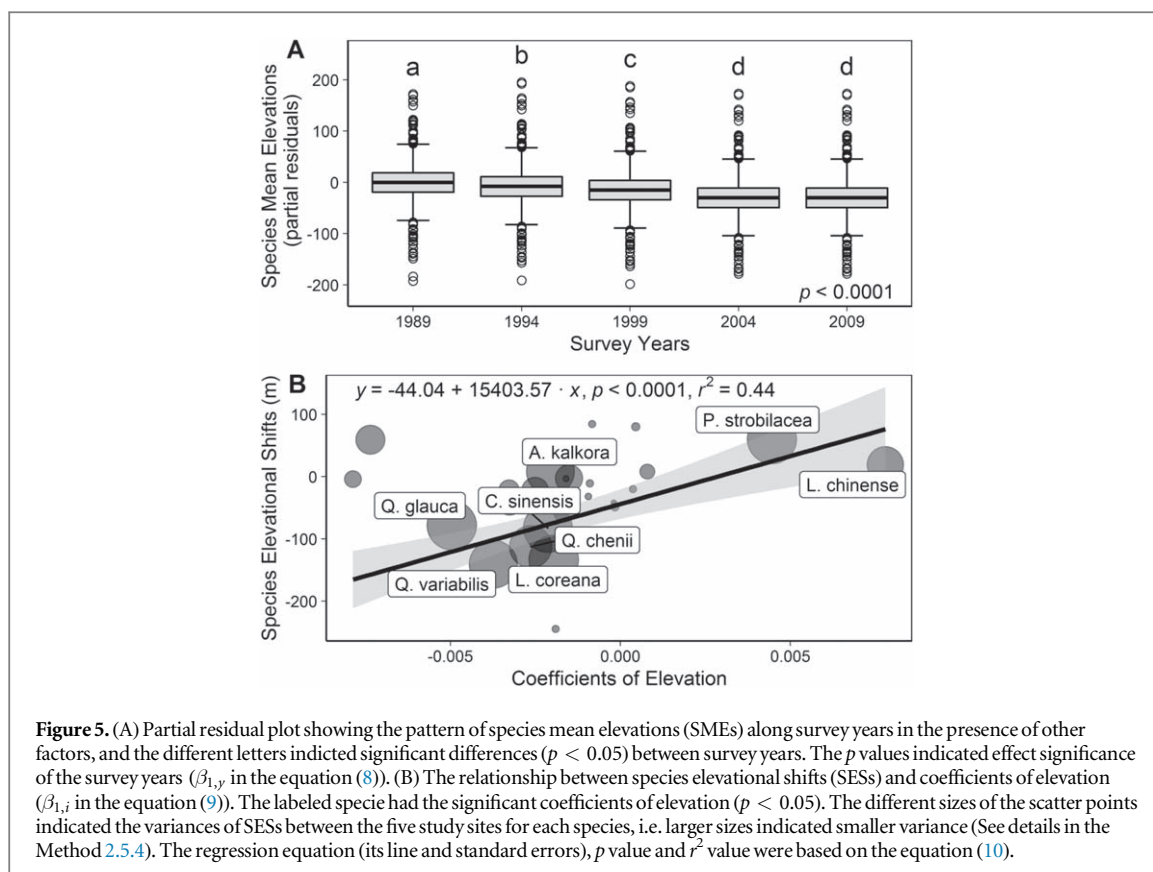 A
Species Mean Elevations
(partial residuals)
200
100
0
-100
-200
a
b
c
d
d
p < 0.0001
1989
1994
1999
2004
2009
Survey Years
B
Species Elevational Shifts (m)
y = -44.04 + 15403.57 · x, p < 0.0001, r² = 0.44
100
0
-100
-200
P. strobilacea
A. kalkora
L. chinense
C. sinensis
Q. glauca
Q. chenii
Q. variabilis
L. coreana
-0.005
0.000
0.005
Coefficients of Elevation
Figure 5. (A) Partial residual plot showing the pattern of species mean elevations (SMEs) along survey years in the presence of other
factors, and the different letters indicted significant differences (p < 0.05) between survey years. The p values indicated effect significance
of the survey years (β1,y in the equation (8)). (B) The relationship between species elevational shifts (SESs) and coefficients of elevation
(β1,i in the equation (9)). The labeled specie had the significant coefficients of elevation (p < 0.05). The different sizes of the scatter points
indicated the variances of SESs between the five study sites for each species, i.e. larger sizes indicated smaller variance (See details in the
Method 2.5.4). The regression equation (its line and standard errors), p value and r² value were based on the equation (10).